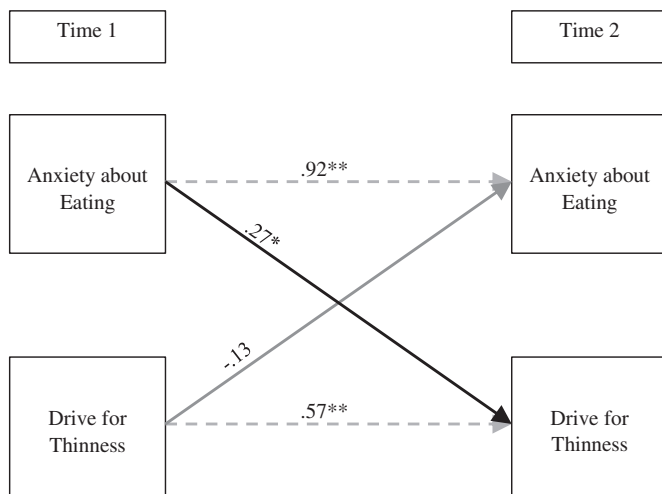 Time 1
Time 2
Anxiety about
Eating
.92**
Anxiety about
Eating
.27*
-.13
Drive for
Thinness
.57**
Drive for
Thinness